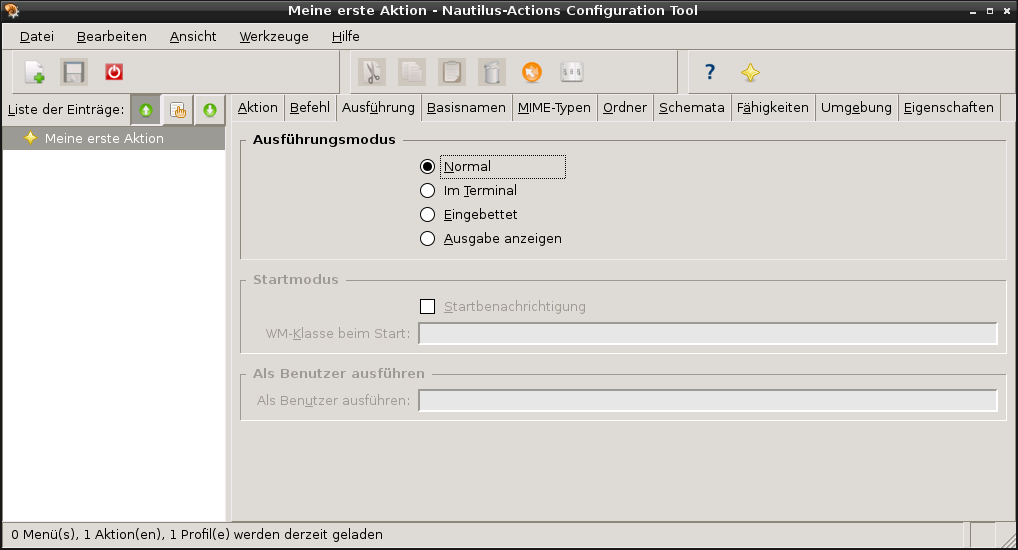 Meine erste Aktion - Nautilus-Actions Configuration Tool
Datei Bearbeiten Ansicht Werkzeuge Hilfe
Liste der Einträge:
Aktion Befehl Ausführung Basisnamen MIME-Typen Ordner Schemata Fähigkeiten Umgebung Eigenschaften
Meine erste Aktion
Ausführungsmodus
Normal
Im Terminal
Eingebettet
Ausgabe anzeigen
Startmodus
Startbenachrichtigung
WM-Klasse beim Start:
Als Benutzer ausführen
Als Benutzer ausführen:
0 Menü(s), 1 Aktion(en), 1 Profil(e) werden derzeit geladen